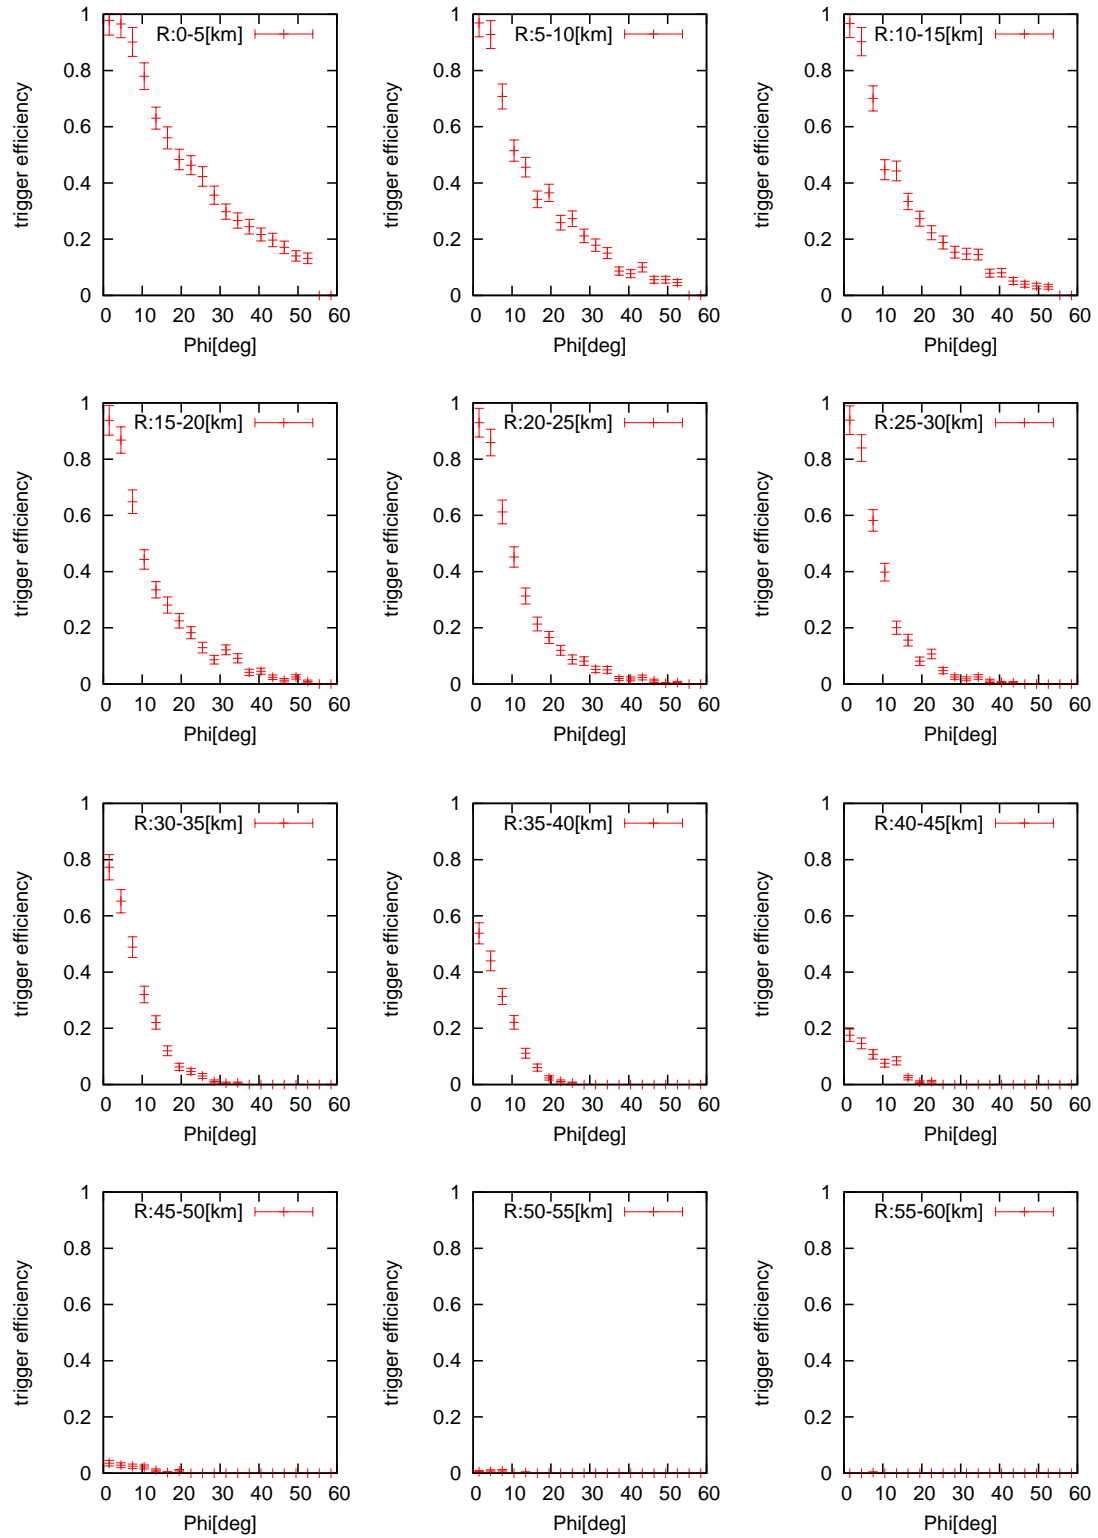 R:0-5[km]
trigger efficiency
1
0.8
0.6
0.4
0.2
0
0 10 20 30 40 50 60
Phi[deg]
R:5-10[km]
trigger efficiency
1
0.8
0.6
0.4
0.2
0
0 10 20 30 40 50 60
Phi[deg]
R:10-15[km]
trigger efficiency
1
0.8
0.6
0.4
0.2
0
0 10 20 30 40 50 60
Phi[deg]
R:15-20[km]
trigger efficiency
1
0.8
0.6
0.4
0.2
0
0 10 20 30 40 50 60
Phi[deg]
R:20-25[km]
trigger efficiency
1
0.8
0.6
0.4
0.2
0
0 10 20 30 40 50 60
Phi[deg]
R:25-30[km]
trigger efficiency
1
0.8
0.6
0.4
0.2
0
0 10 20 30 40 50 60
Phi[deg]
R:30-35[km]
trigger efficiency
1
0.8
0.6
0.4
0.2
0
0 10 20 30 40 50 60
Phi[deg]
R:35-40[km]
trigger efficiency
1
0.8
0.6
0.4
0.2
0
0 10 20 30 40 50 60
Phi[deg]
R:40-45[km]
trigger efficiency
1
0.8
0.6
0.4
0.2
0
0 10 20 30 40 50 60
Phi[deg]
R:45-50[km]
trigger efficiency
1
0.8
0.6
0.4
0.2
0
0 10 20 30 40 50 60
Phi[deg]
R:50-55[km]
trigger efficiency
1
0.8
0.6
0.4
0.2
0
0 10 20 30 40 50 60
Phi[deg]
R:55-60[km]
trigger efficiency
1
0.8
0.6
0.4
0.2
0
0 10 20 30 40 50 60
Phi[deg]